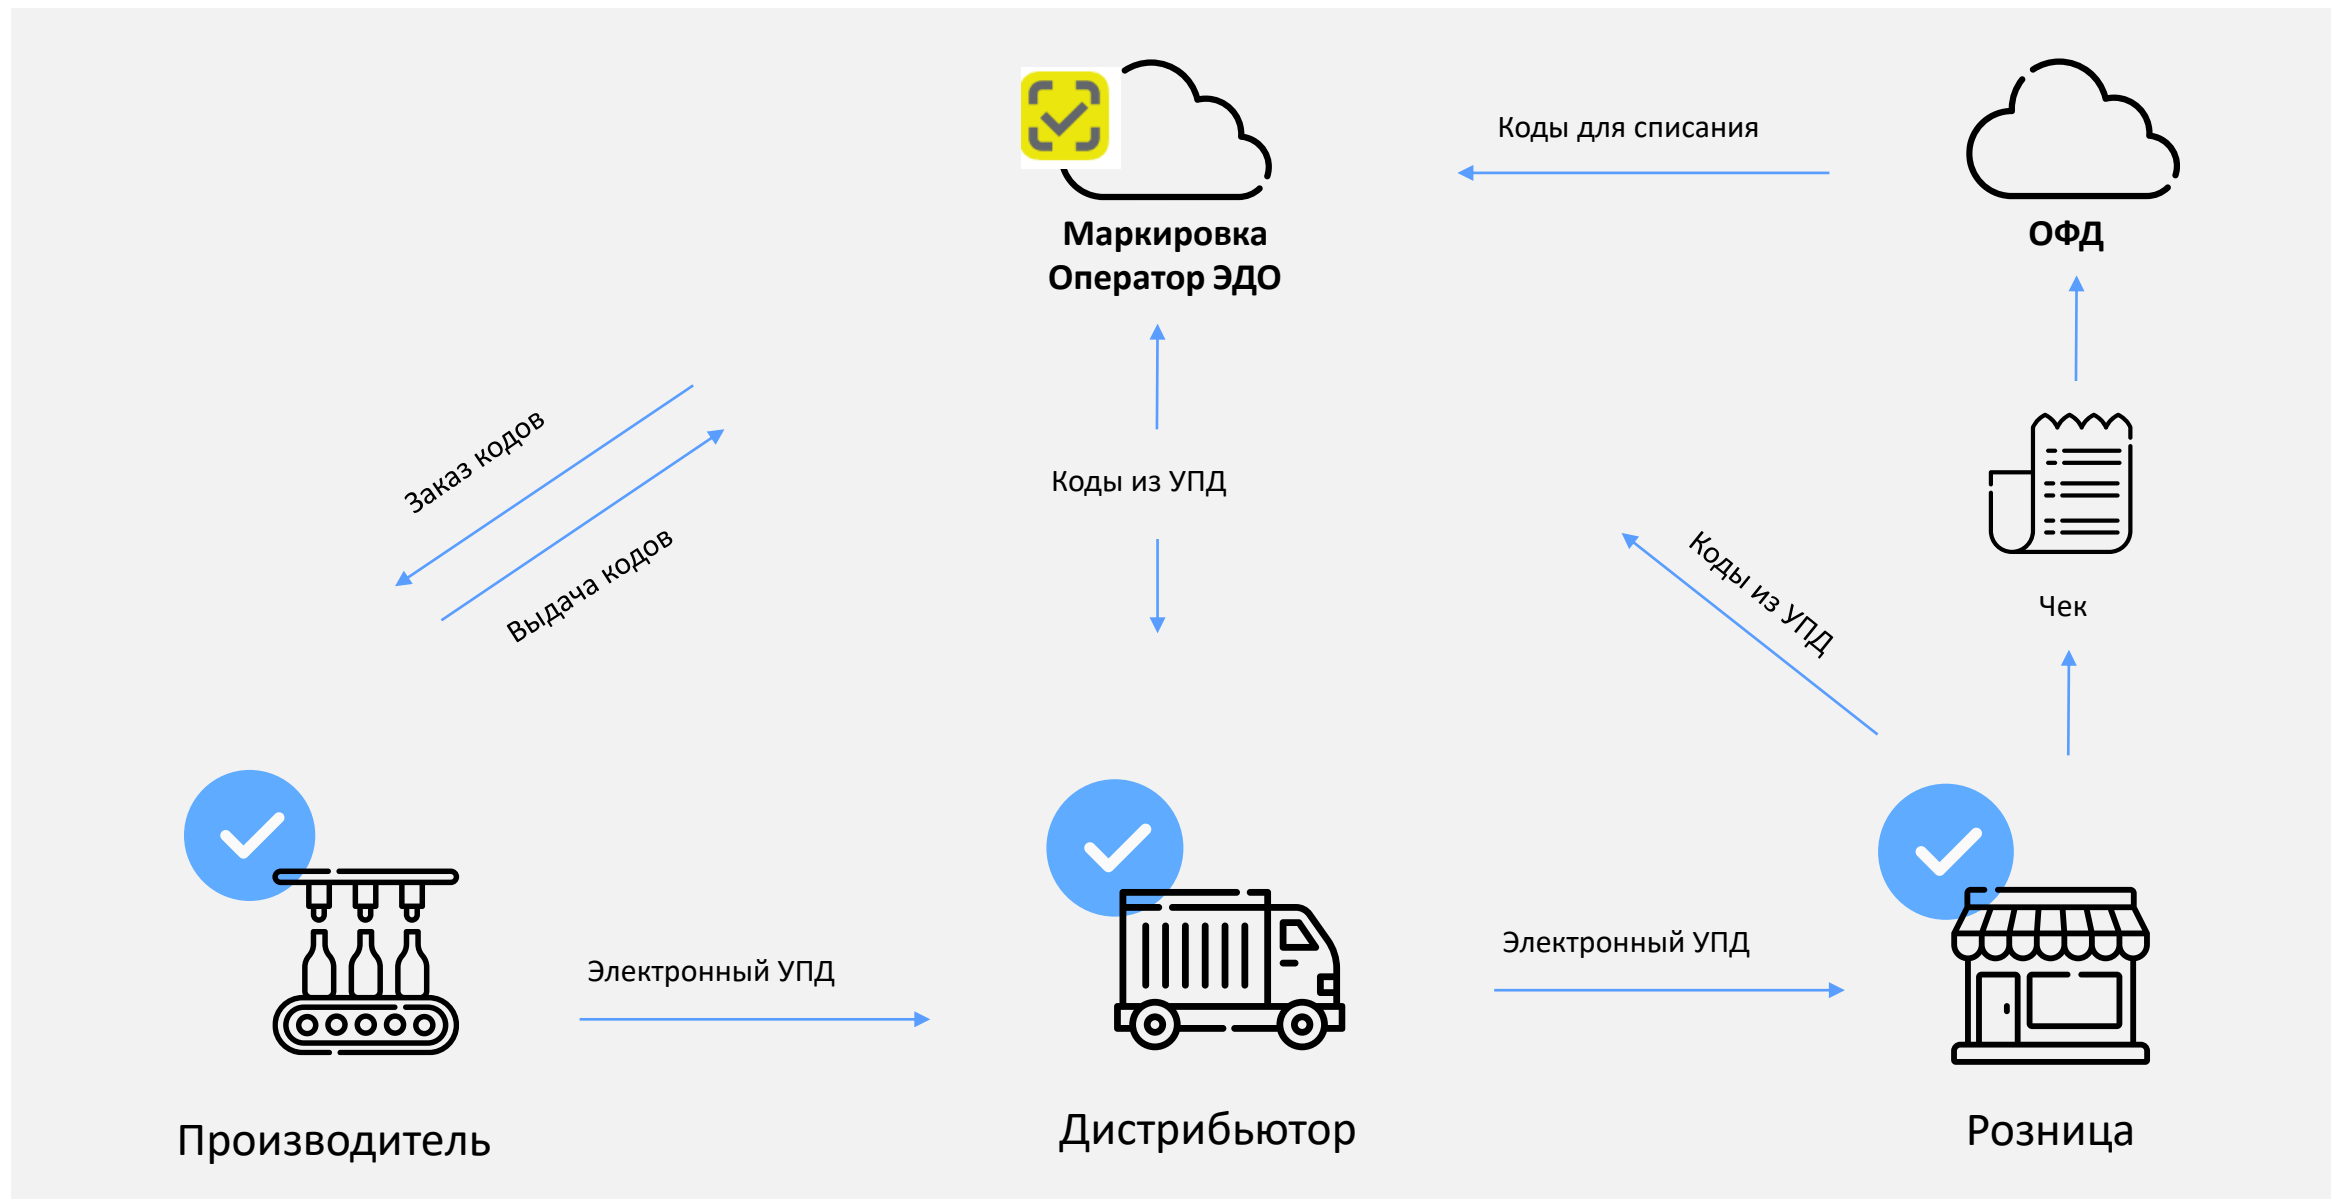 Коды для списания
Маркировка
Оператор ЭДО
ОФД
Заказ кодов
Выдача кодов
Коды из УПД
Коды из УПД
Чек
Электронный УПД
Электронный УПД
Производитель
Дистрибьютор
Розница